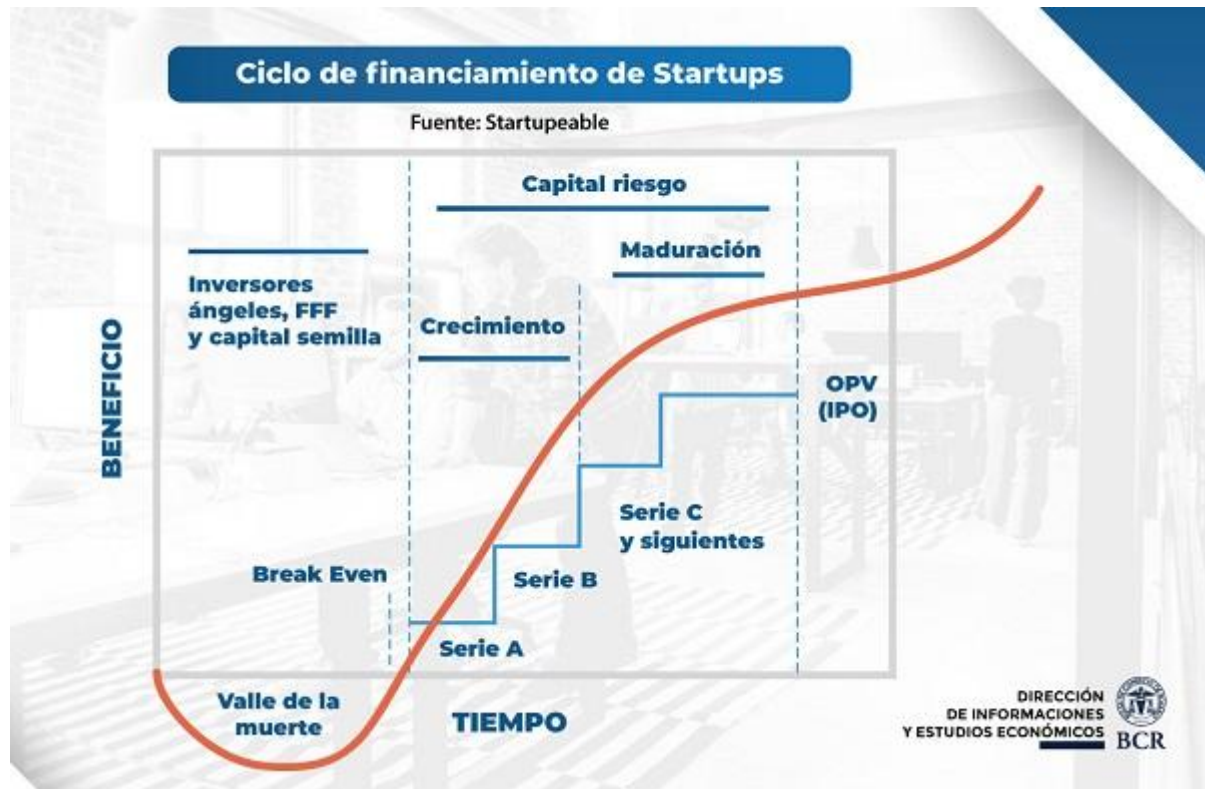 Ciclo de financiamiento de Startups
Fuente: Startupeable
Capital riesgo
Maduración
Inversores
ángeles, FFF
y capital semilla
Crecimiento
BENEFICIO
OPV
(IPO)
Serie C
y siguientes
Break Even
Serie B
Serie A
Valle de la
muerte
TIEMPO
DIRECCIÓN
DE INFORMACIONES
Y ESTUDIOS ECONÓMICOS
BCR